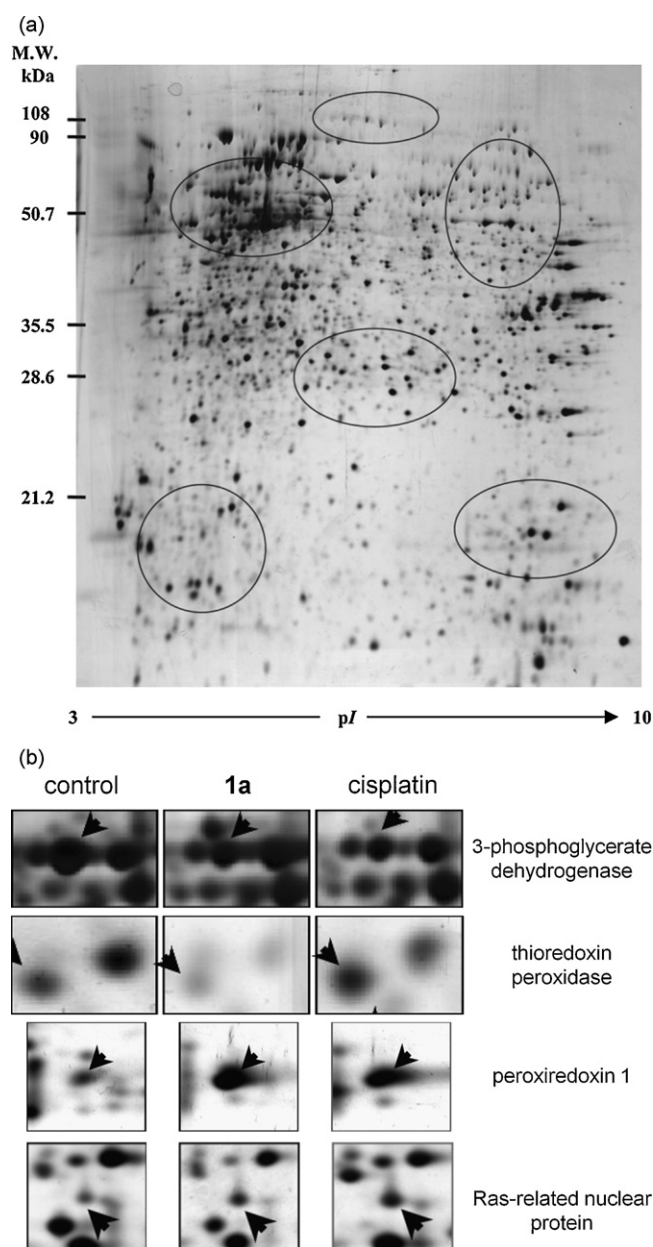 (a)
M.W.
kDa
108
90
50.7
35.5
28.6
21.2
3 pI 10
(b)
control 1a cisplatin
3-phosphoglycerate
dehydrogenase
thioredoxin
peroxidase
peroxiredoxin 1
Ras-related nuclear
protein